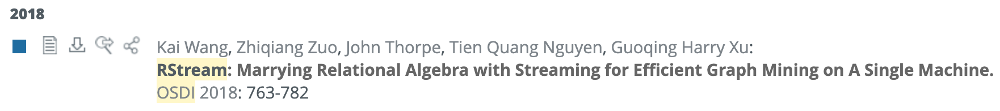 2018
Kai Wang, Zhiqiang Zuo, John Thorpe, Tien Quang Nguyen, Guoqing Harry Xu:
RStream: Marrying Relational Algebra with Streaming for Efficient Graph Mining on A Single Machine.
OSDI 2018: 763-782